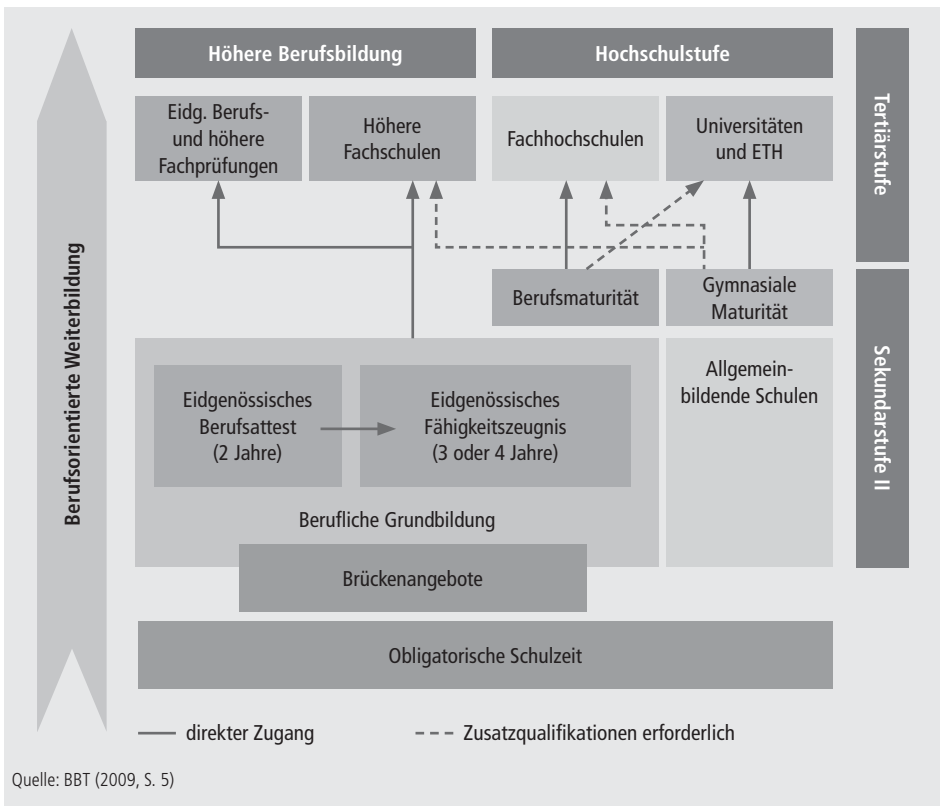 Höhere Berufsbildung
Hochschulstufe
Eidg. Berufs-
und höhere
Fachprüfungen
Höhere
Fachschulen
Fachhochschulen
Universitäten
und ETH
Tertiärstufe
Berufsmaturität
Gymnasiale
Maturität
Berufsorientierte Weiterbildung
Eidgenössisches
Berufsattest
(2 Jahre)
Eidgenössisches
Fähigkeitszeugnis
(3 oder 4 Jahre)
Allgemein-
bildende Schulen
Sekundarstufe II
Berufliche Grundbildung
Brückenangebote
Obligatorische Schulzeit
direkter Zugang
Zusatzqualifikationen erforderlich
Quelle: BBT (2009, S. 5)